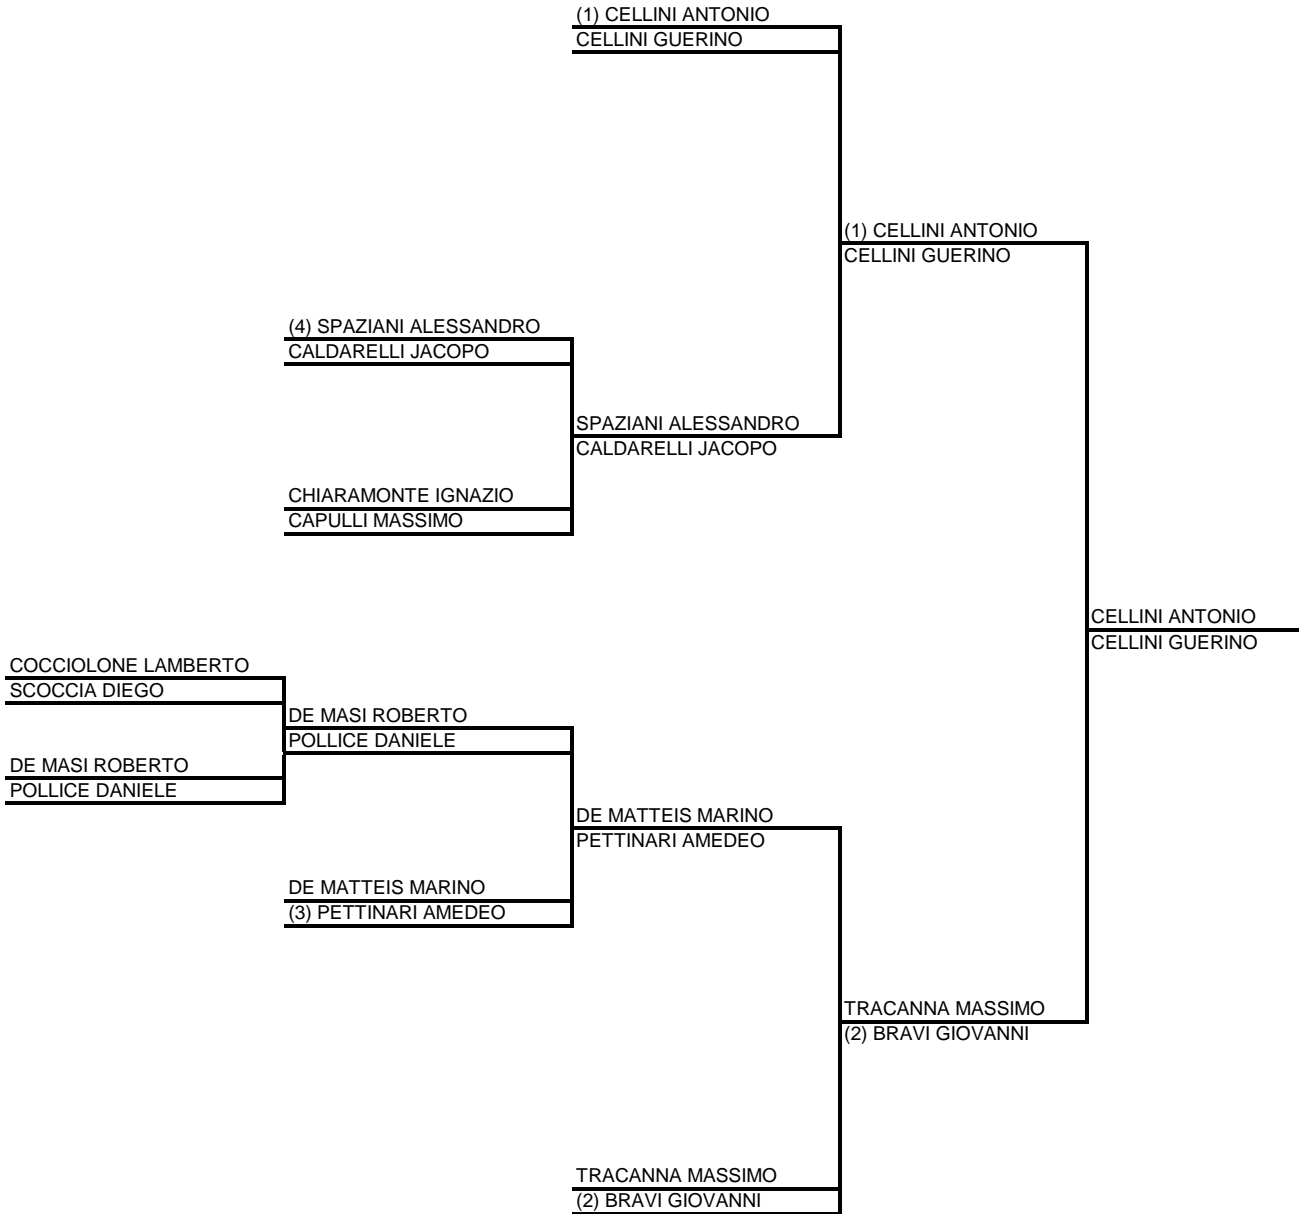 (1) CELLINI ANTONIO
CELLINI GUERINO
(1) CELLINI ANTONIO
CELLINI GUERINO
(4) SPAZIANI ALESSANDRO
CALDARELLI JACOPO
SPAZIANI ALESSANDRO
CALDARELLI JACOPO
CHIARAMONTE IGNAZIO
CAPULLI MASSIMO
CELLINI ANTONIO
CELLINI GUERINO
COCCIOLONE LAMBERTO
SCOCCIA DIEGO
DE MASI ROBERTO
POLLICE DANIELE
DE MASI ROBERTO
POLLICE DANIELE
DE MATTEIS MARINO
PETTINARI AMEDEO
DE MATTEIS MARINO
(3) PETTINARI AMEDEO
TRACANNA MASSIMO
(2) BRAVI GIOVANNI
TRACANNA MASSIMO
(2) BRAVI GIOVANNI